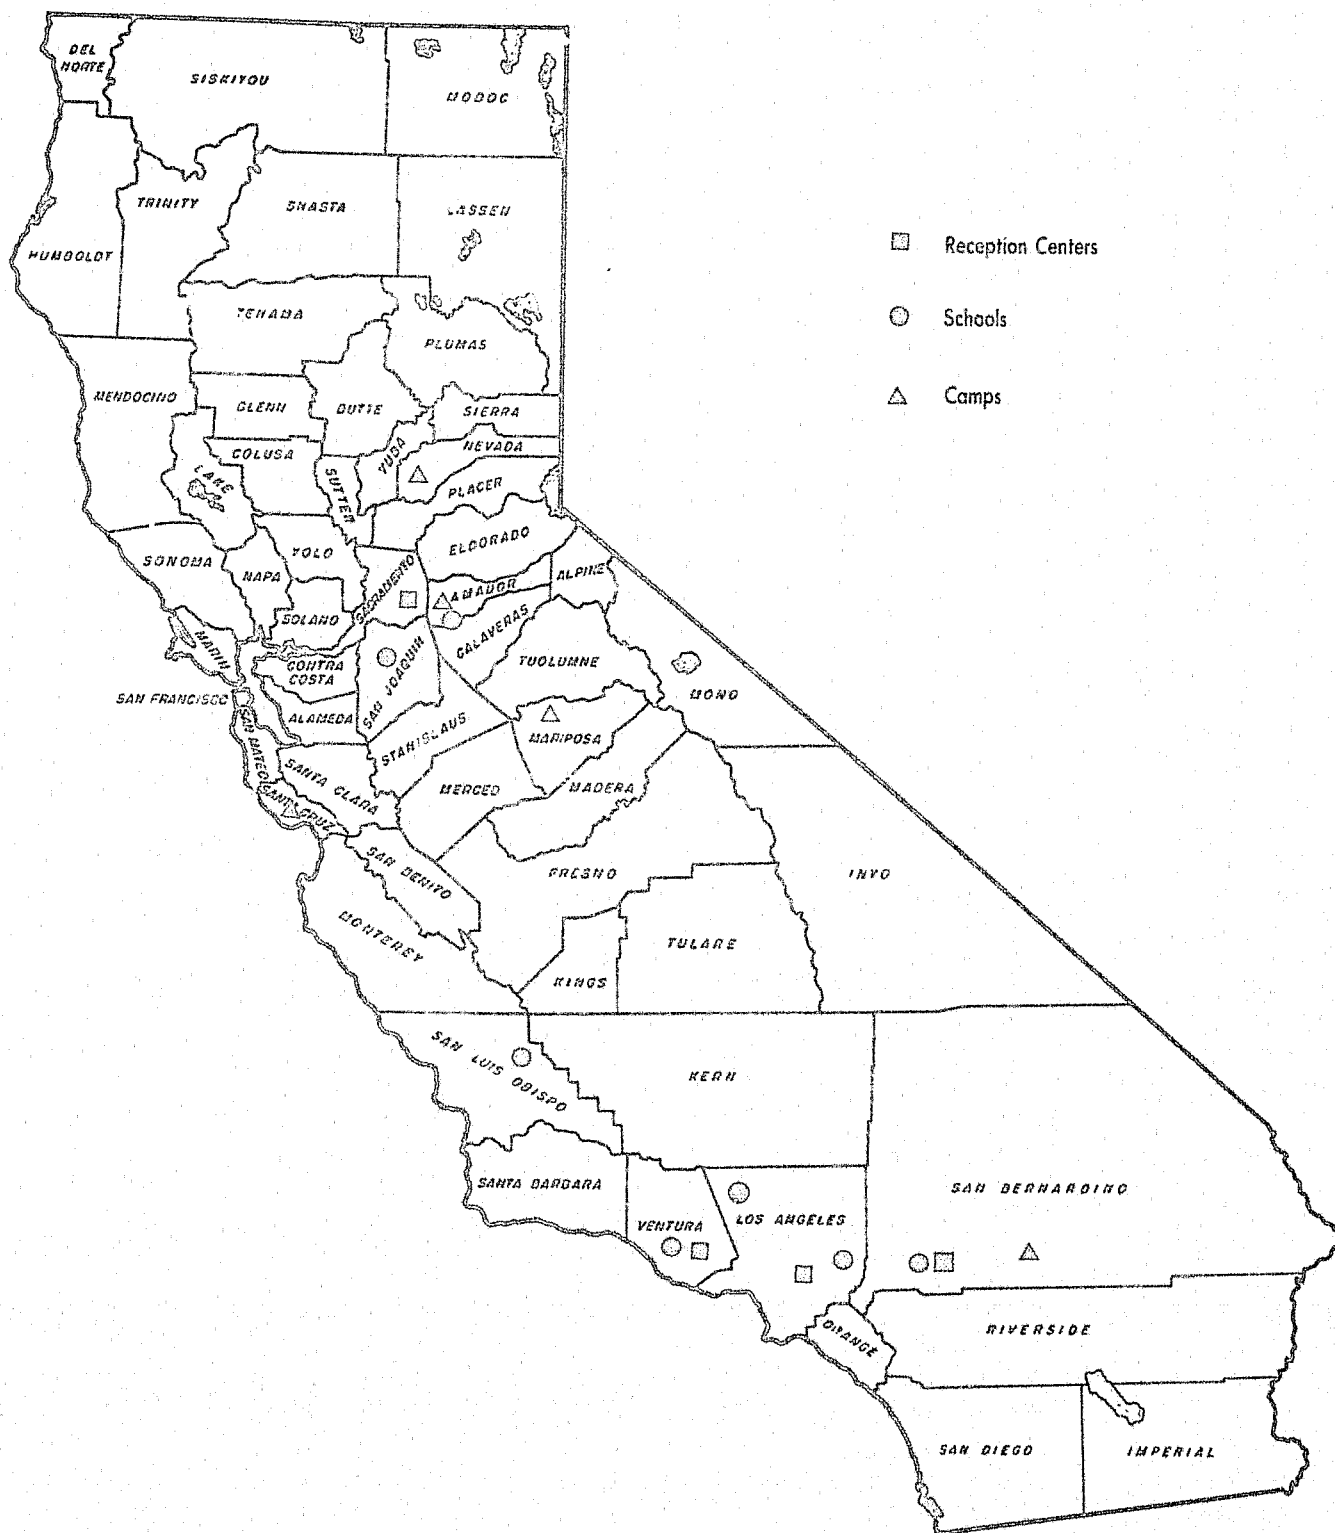 DEL
NORTE
SISKIYOU
MODOC
TRINITY
SHASTA
LASSEN
HUMBOLDT
Reception Centers
Schools
Camps
TEHAMA
PLUMAS
MENDOCINO
GLENN
BUTTE
SIERRA
COLUSA
YUBA
NEVADA
LAKE
SUTTER
PLACER
SONOMA
NAPA
YOLO
ELDORADO
SACRAMENTO
AMADOR
ALPINE
SOLANO
CALAVERAS
MARIN
CONTRA
COSTA
SAN JOAQUIN
TUOLUMNE
MONO
SAN FRANCISCO
ALAMEDA
STANISLAUS
MARIPOSA
SAN MATEO
SANTA CLARA
MERCED
MADERA
SANTA CRUZ
SAN BENITO
FRESNO
INYO
MONTEREY
TULARE
KINGS
SAN LUIS OBISPO
KERN
SANTA BARBARA
VENTURA
LOS ANGELES
SAN BERNARDINO
ORANGE
RIVERSIDE
SAN DIEGO
IMPERIAL